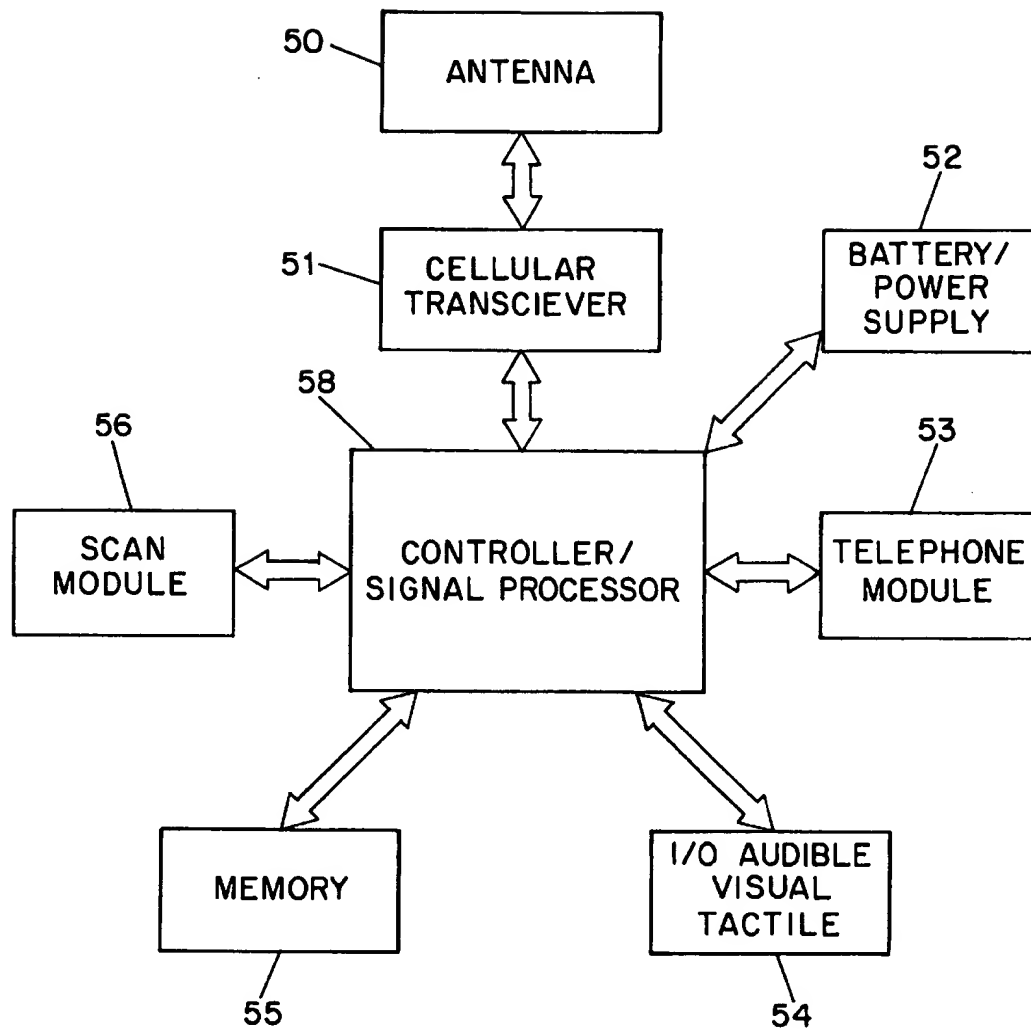 50
ANTENNA
52
51
CELLULAR
TRANSCIEVER
BATTERY/
POWER
SUPPLY
58
56
53
SCAN
MODULE
CONTROLLER/
SIGNAL PROCESSOR
TELEPHONE
MODULE
MEMORY
I/O AUDIBLE
VISUAL
TACTILE
55
54